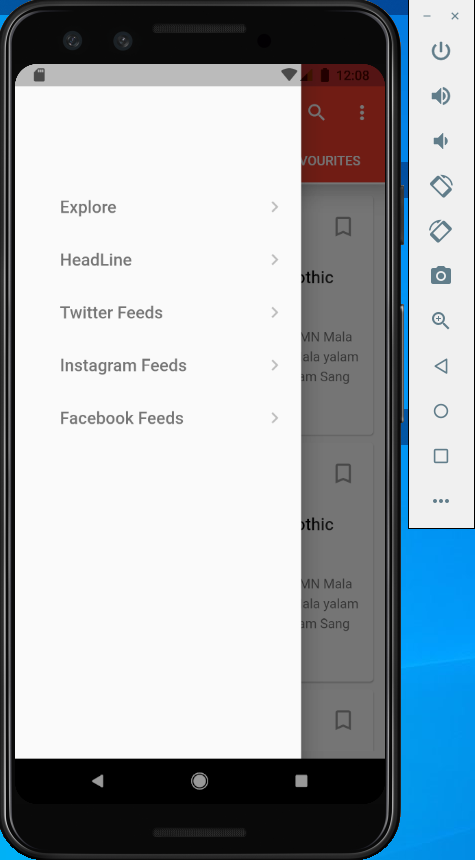 12:08
VOURITES
Explore
HeadLine
othic
Twitter Feeds
MN Mala
ala yalam
Instagram Feeds
am Sang
Facebook Feeds
othic
MN Mala
ala yalam
am Sang